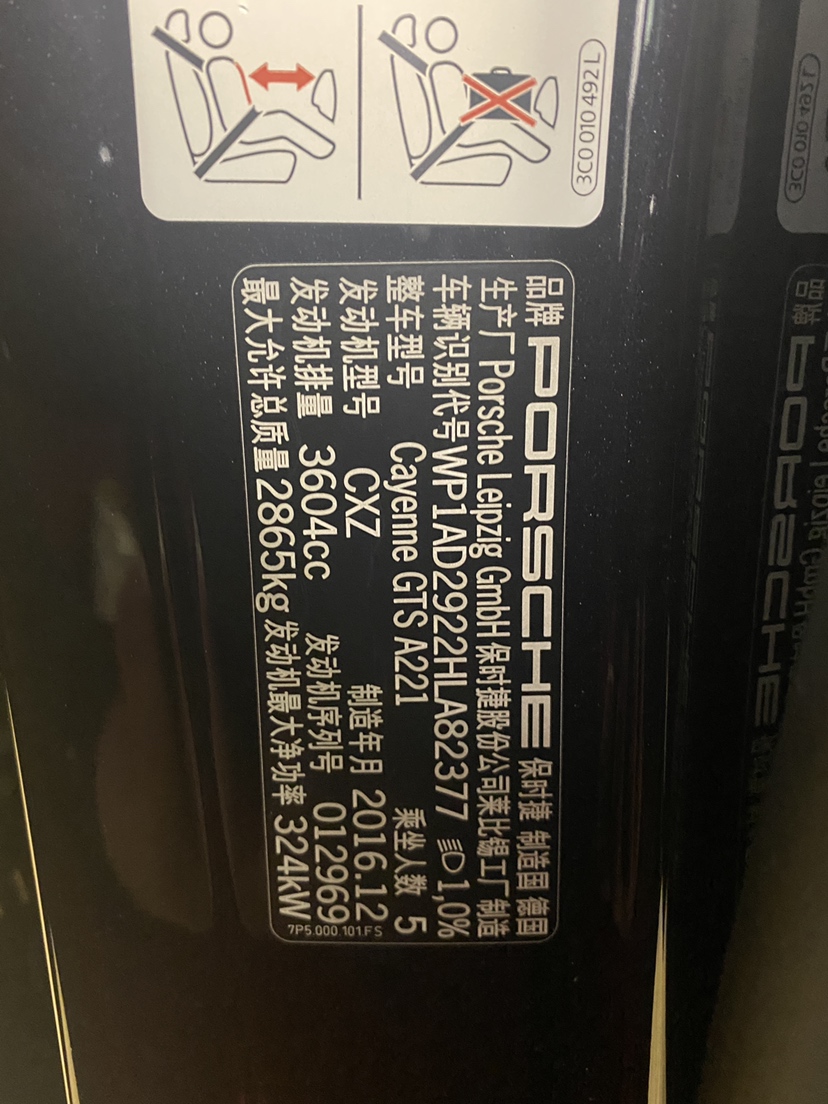 3C0 010 492 L
品牌 PORSCHE 保时捷 制造国 德国
生产厂 Porsche Leipzig GmbH 保时捷股份公司莱比锡工厂制造
车辆识别代号 WP1AD2922HLA82377 1,0%
整车型号 Cayenne GTS A221 乘坐人数 5
发动机型号 CXZ 制造年月 2016.12
发动机排量 3604cc 发动机序列号 012969
最大允许总质量 2865kg 发动机最大净功率 324kW
7P5.000.101.FS